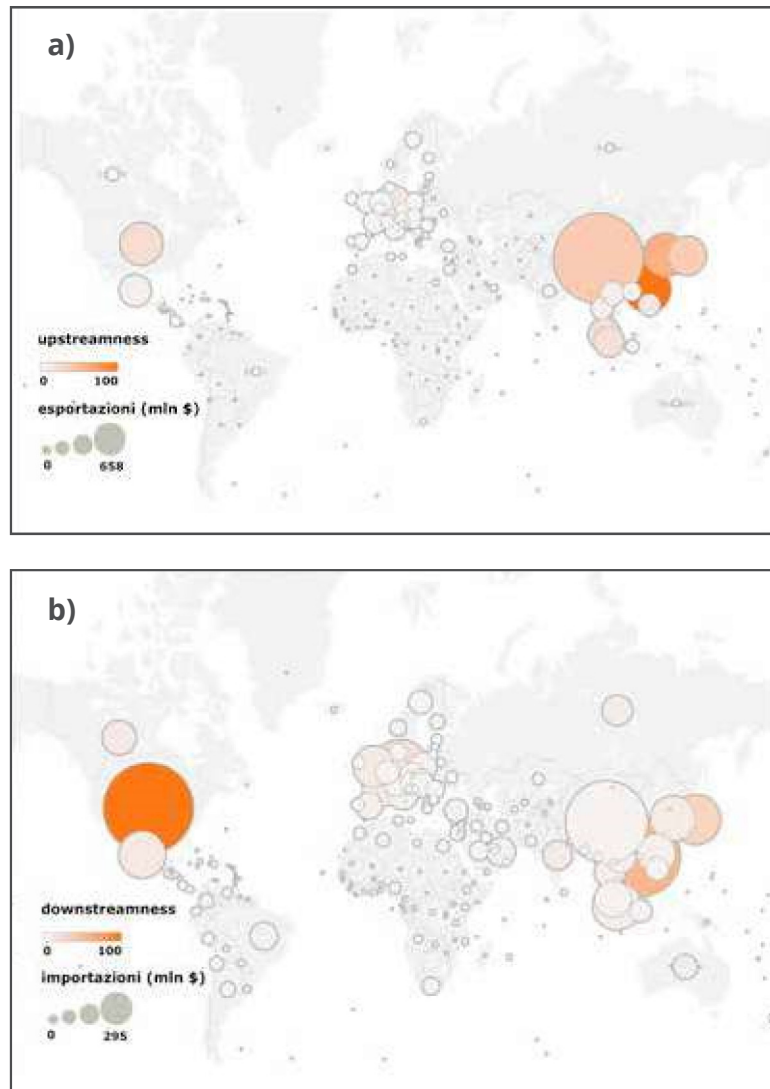 a)
upstreamness
0 100
esportazioni (mln $)
0 658
b)
downstreamness
0 100
importazioni (mln $)
0 295